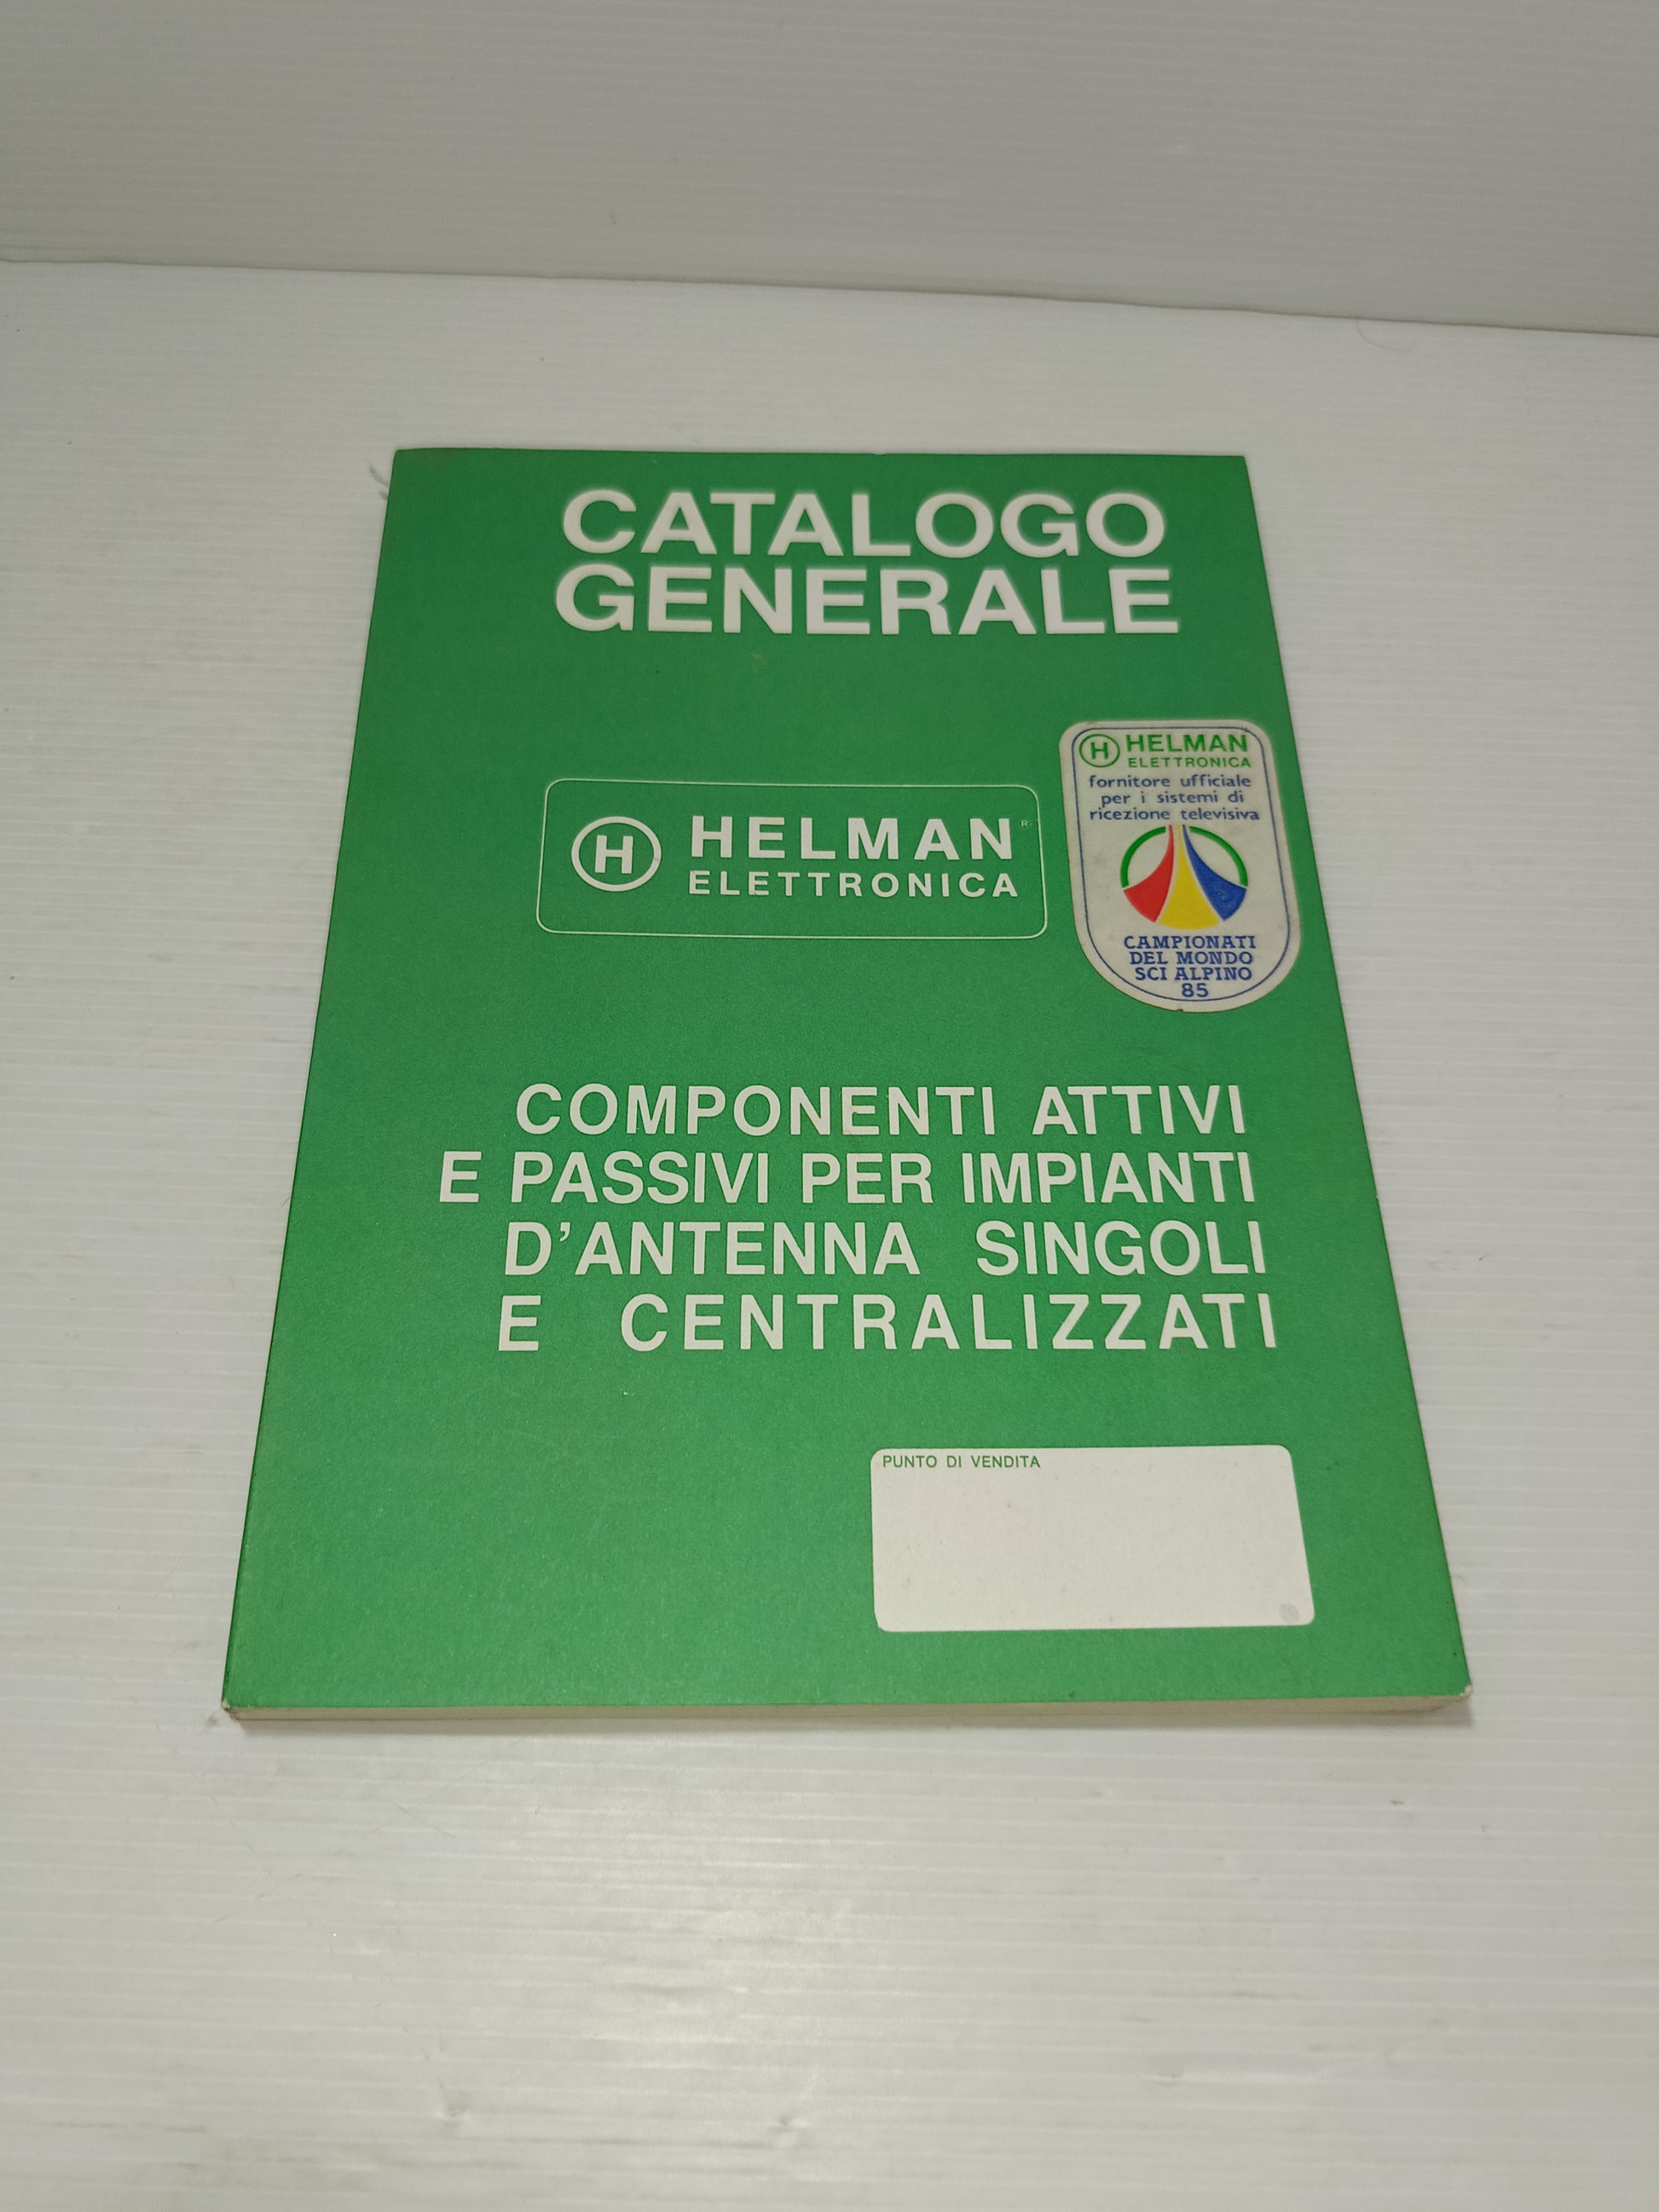 CATALOGO
GENERALE
H HELMAN ®
ELETTRONICA
H HELMAN
ELETTRONICA
fornitore ufficiale
per i sistemi di
ricezione televisiva
CAMPIONATI
DEL MONDO
SCI ALPINO
85
COMPONENTI ATTIVI
E PASSIVI PER IMPIANTI
D'ANTENNA SINGOLI
E CENTRALIZZATI
PUNTO DI VENDITA